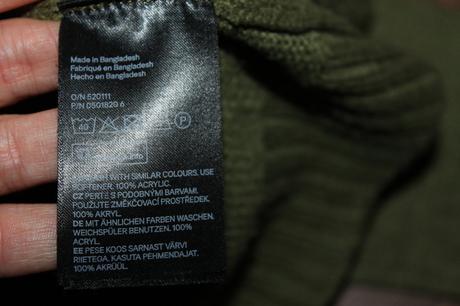 Made in Bangladesh
Fabriqué en Bangladesh
Hecho en Bangladesh
O/N 520111
P/N 0501820 6
40
P
WITH SIMILAR COLOURS. USE
SOFTENER. 100% ACRYLIC.
CZ PERTE S PODOBNÝMI BARVAMI.
POUŽIJTE ZMĚKČOVACÍ PROSTŘEDEK.
100% AKRYL.
DE MIT ÄHNLICHEN FARBEN WASCHEN.
WEICHSPÜLER BENUTZEN. 100%
ACRYL.
EE PESE KOOS SARNAST VÄRVI
RIIETEGA. KASUTA PEHMENDAJAT.
100% AKRÜÜL.